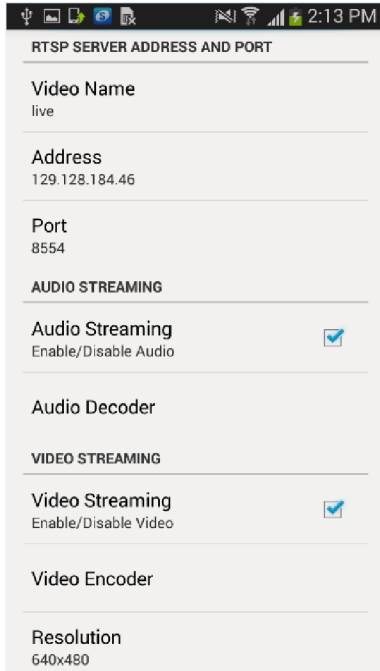 2:13 PM
RTSP SERVER ADDRESS AND PORT
Video Name
live
Address
129.128.184.46
Port
8554
AUDIO STREAMING
Audio Streaming
Enable/Disable Audio
Audio Decoder
VIDEO STREAMING
Video Streaming
Enable/Disable Video
Video Encoder
Resolution
640x480